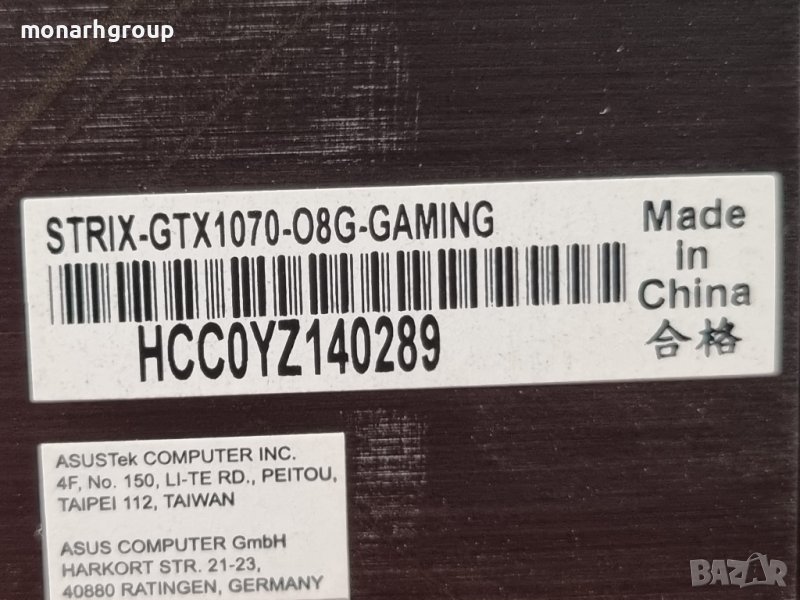 monarhgroup
STRIX-GTX1070-O8G-GAMING
HCC0YZ140289
Made
in
China
合格
ASUSTek COMPUTER INC.
4F, No. 150, LI-TE RD., PEITOU,
TAIPEI 112, TAIWAN
ASUS COMPUTER GmbH
HARKORT STR. 21-23,
40880 RATINGEN, GERMANY
BAZAR